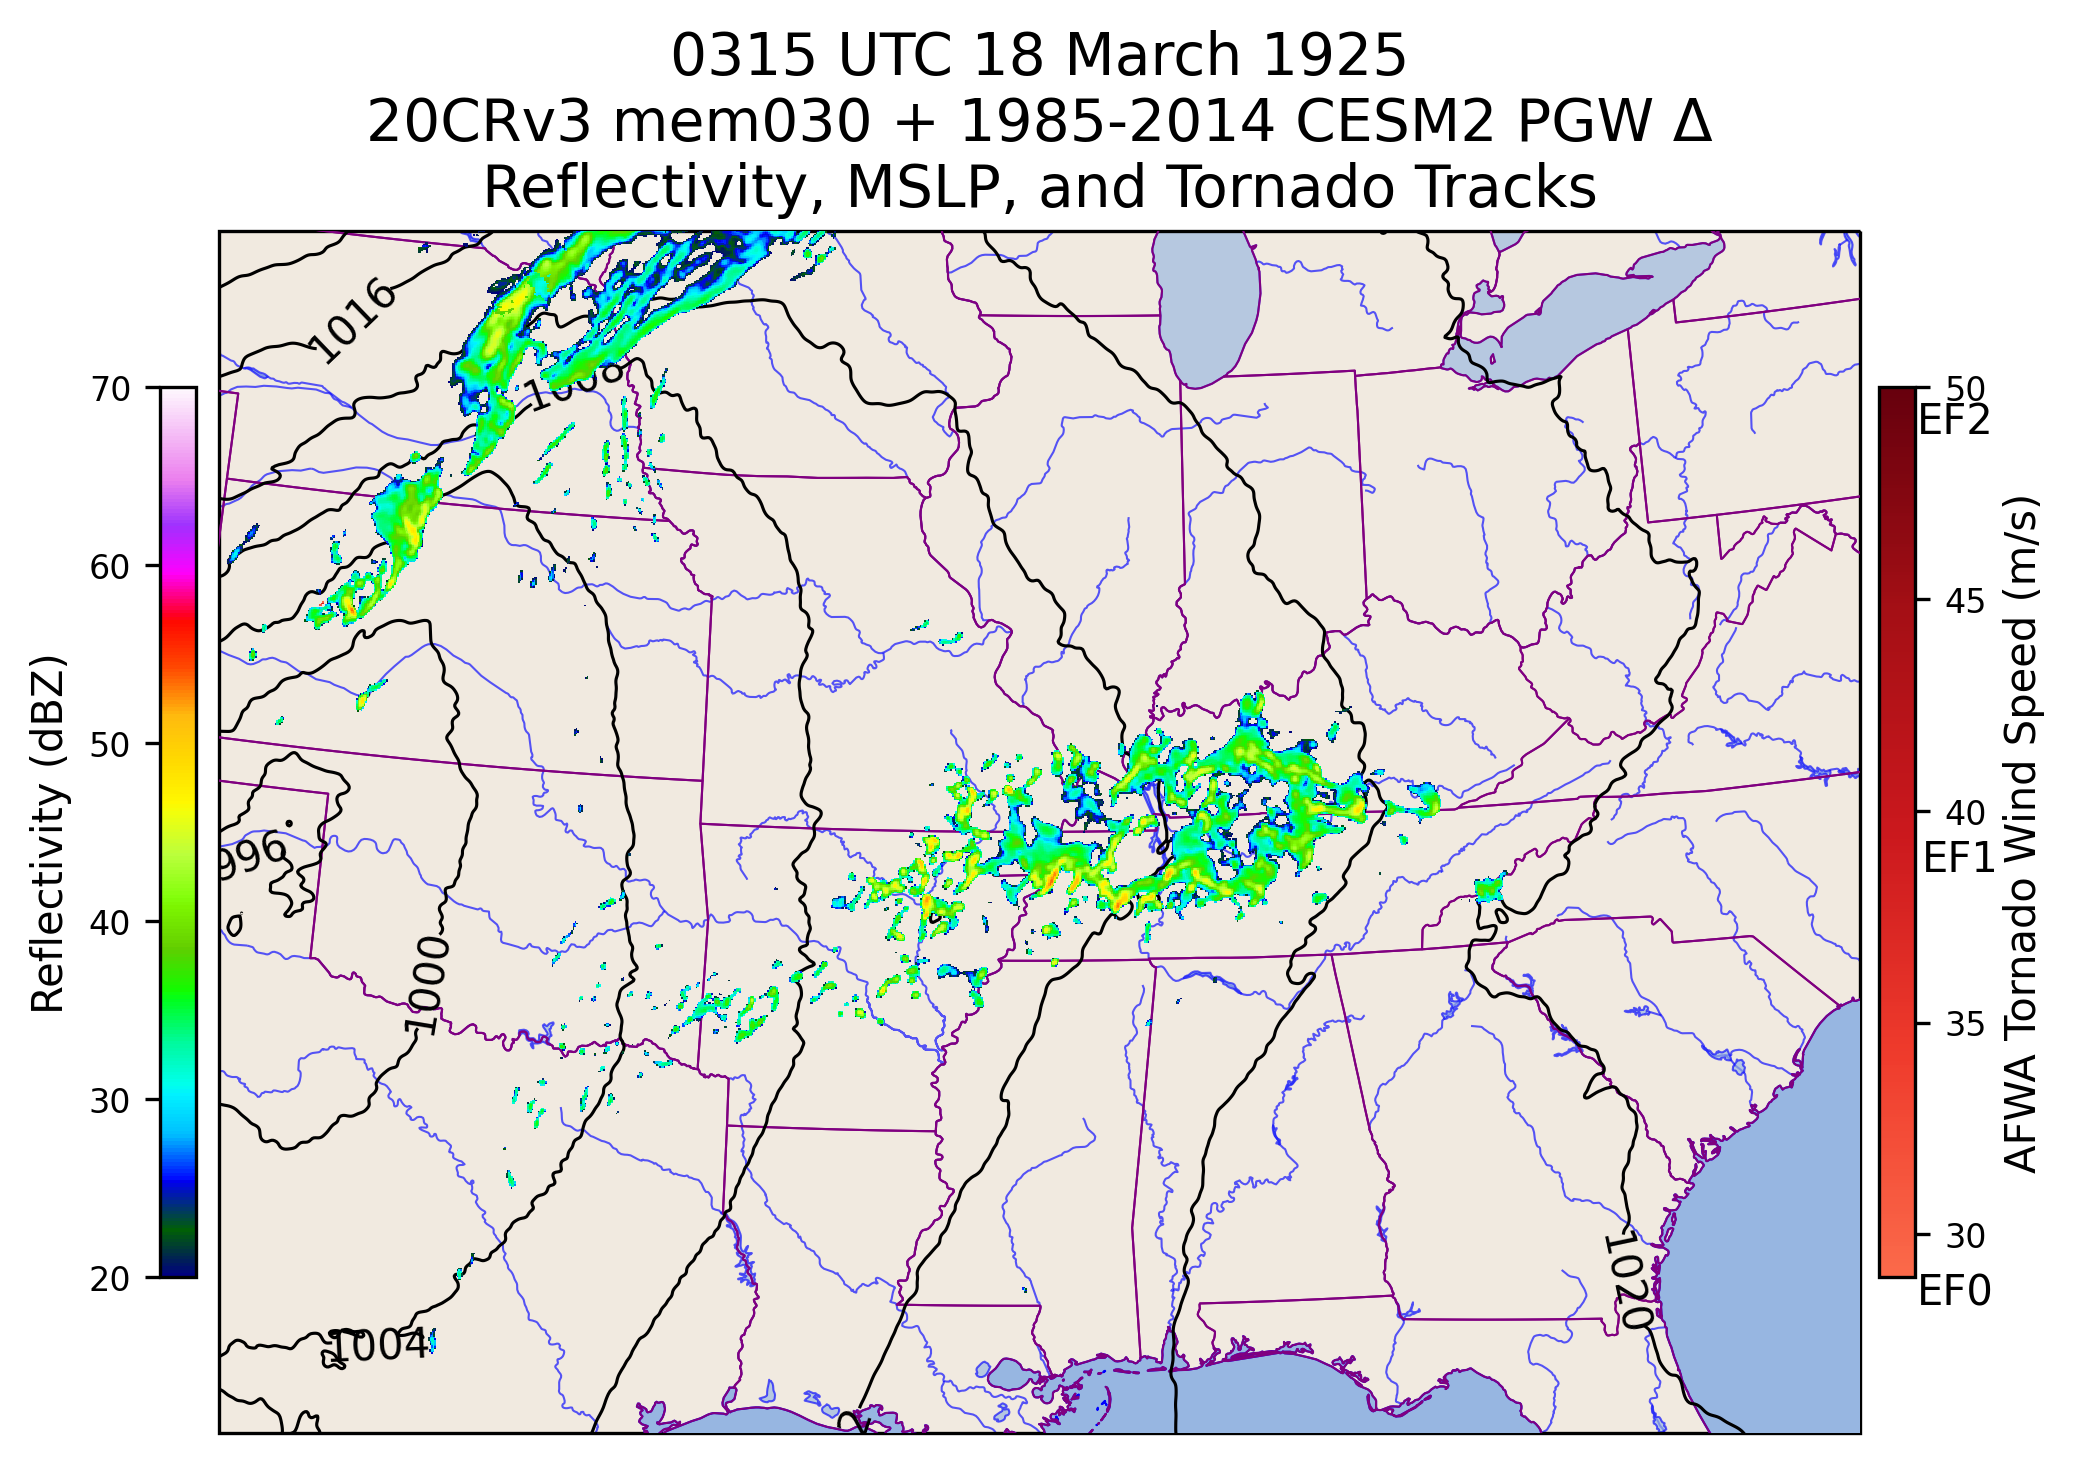 0315 UTC 18 March 1925
20CRv3 mem030 + 1985-2014 CESM2 PGW Δ
Reflectivity, MSLP, and Tornado Tracks
1016
1008
996
1000
1004
1020
70
60
50
40
30
20
Reflectivity (dBZ)
50
EF2
45
40
EF1
35
30
EF0
AFWA Tornado Wind Speed (m/s)